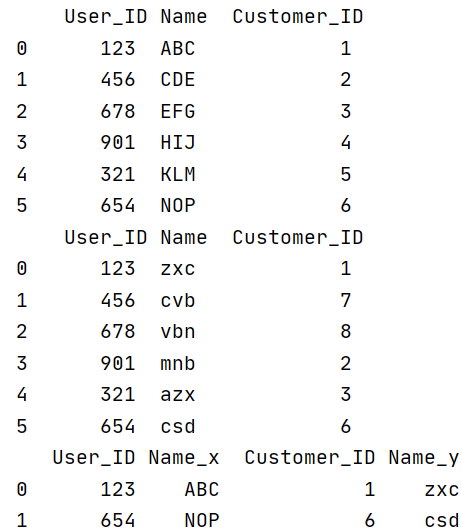 User_ID Name Customer_ID
0 123 ABC 1
1 456 CDE 2
2 678 EFG 3
3 901 HIJ 4
4 321 KLM 5
5 654 NOP 6
User_ID Name Customer_ID
0 123 zxc 1
1 456 cvb 7
2 678 vbn 8
3 901 mnb 2
4 321 azx 3
5 654 csd 6
User_ID Name_x Customer_ID Name_y
0 123 ABC 1 zxc
1 654 NOP 6 csd